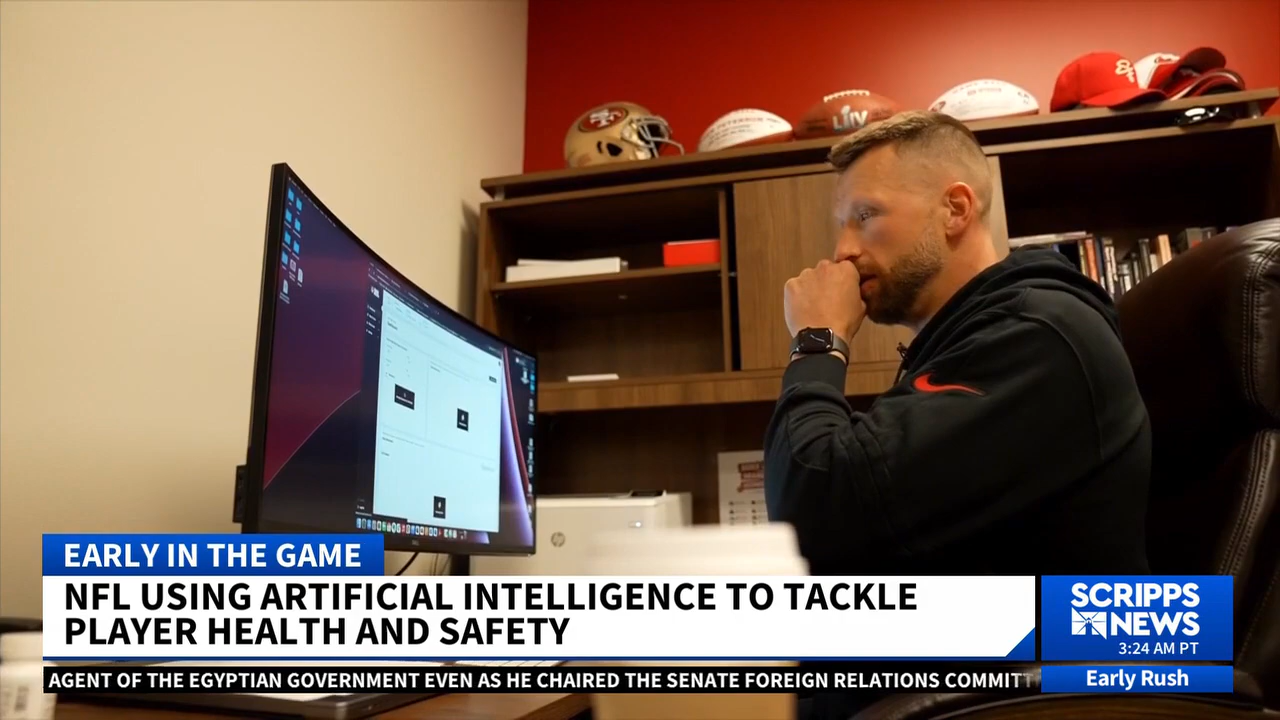 LIV
EARLY IN THE GAME
NFL USING ARTIFICIAL INTELLIGENCE TO TACKLE
PLAYER HEALTH AND SAFETY
SCRIPPS
NEWS
3:24 AM PT
AGENT OF THE EGYPTIAN GOVERNMENT EVEN AS HE CHAIRED THE SENATE FOREIGN RELATIONS COMMITT
Early Rush
hp